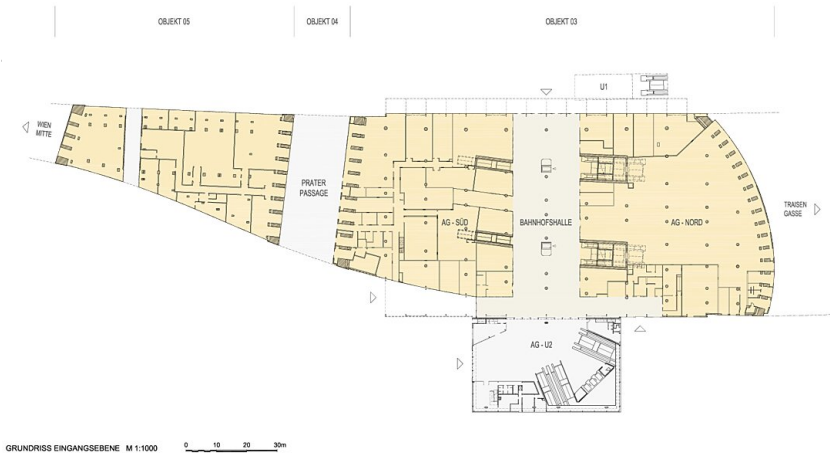 OBJEKT 05
OBJEKT 04
OBJEKT 03
U1
WIEN
MITTE
PRATER
PASSAGE
AG - SÜD
BAHNHOFSHALLE
AG - NORD
TRAISEN
GASSE
AG - U2
GRUNDRISS EINGANGSEBENE M 1:1000
0 10 20 30m